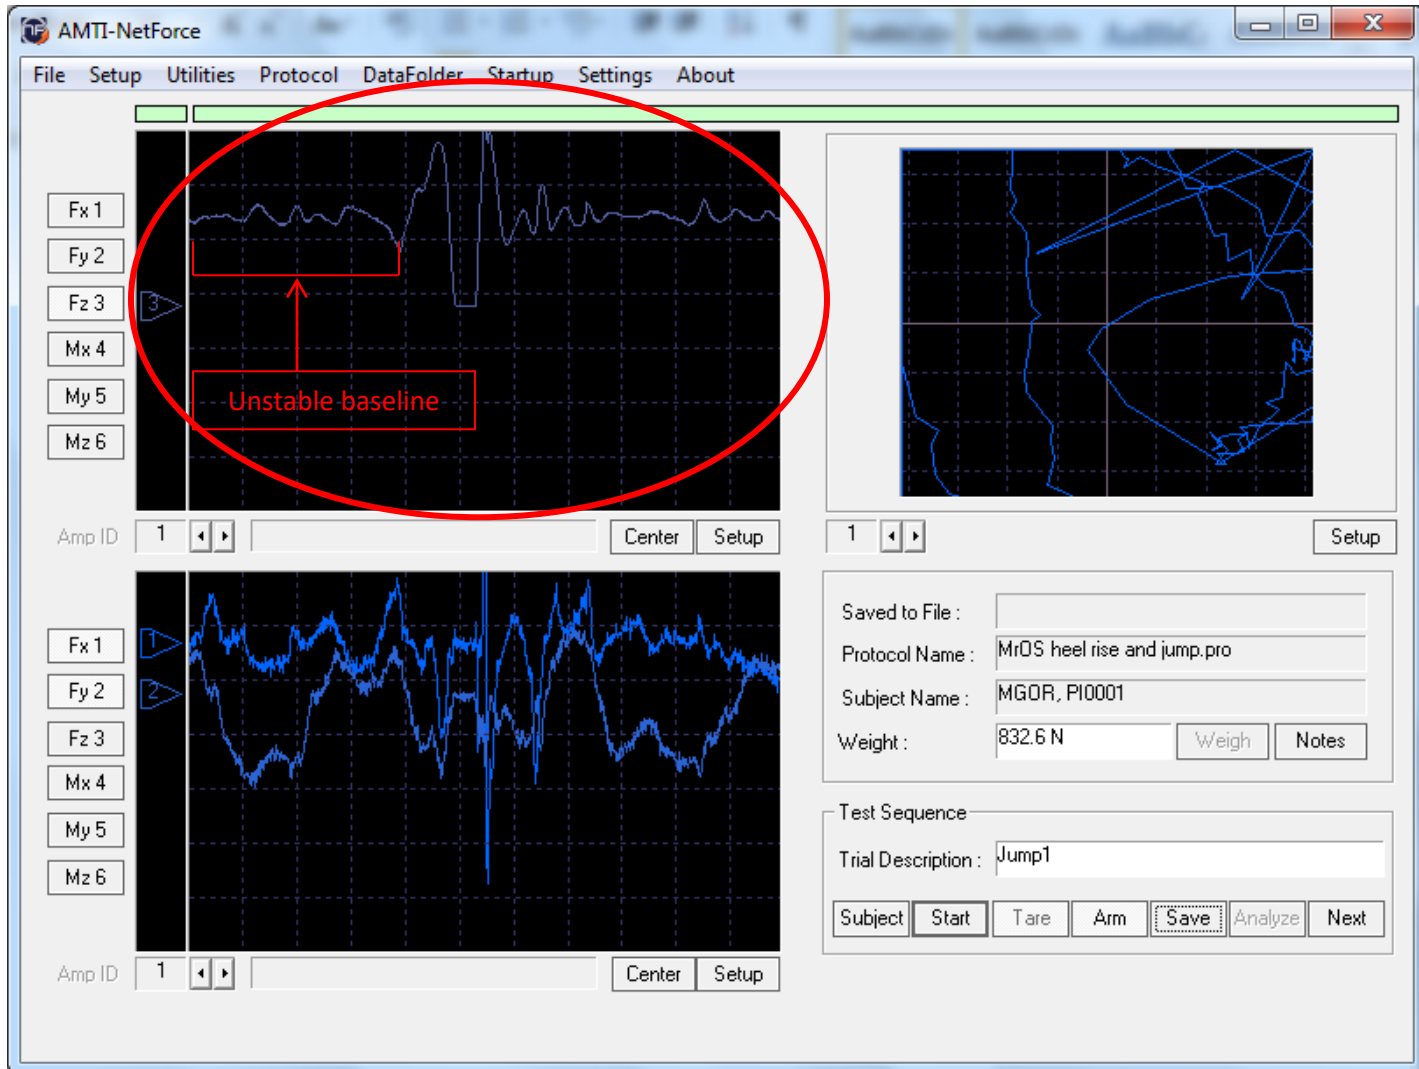 AMTI-NetForce
File Setup Utilities Protocol DataFolder Startup Settings About
Fx 1
Fy 2
Fz 3
Mx 4
My 5
Mz 6
3
Unstable baseline
Amp ID 1 Center Setup
1 Setup
Fx 1
Fy 2
Fz 3
Mx 4
My 5
Mz 6
1
2
Amp ID 1 Center Setup
Saved to File :
Protocol Name : MrOS heel rise and jump.pro
Subject Name : MGOR, PI0001
Weight : 832.6 N Weigh Notes
Test Sequence
Trial Description : Jump1
Subject Start Tare Arm Save Analyze Next